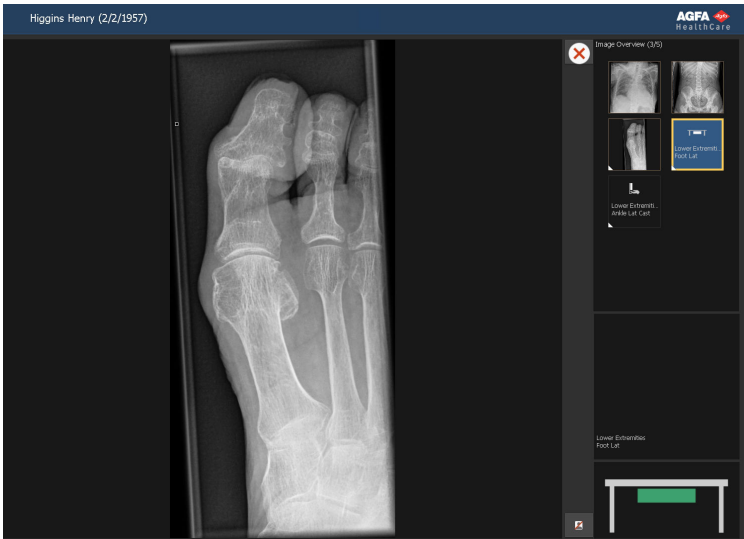 Higgins Henry (2/2/1957)
AGFA
HealthCare
Image Overview (3/5)
Lower Extremiti..
Foot Lat
Lower Extremiti..
Ankle Lat Cast
Lower Extremities
Foot Lat